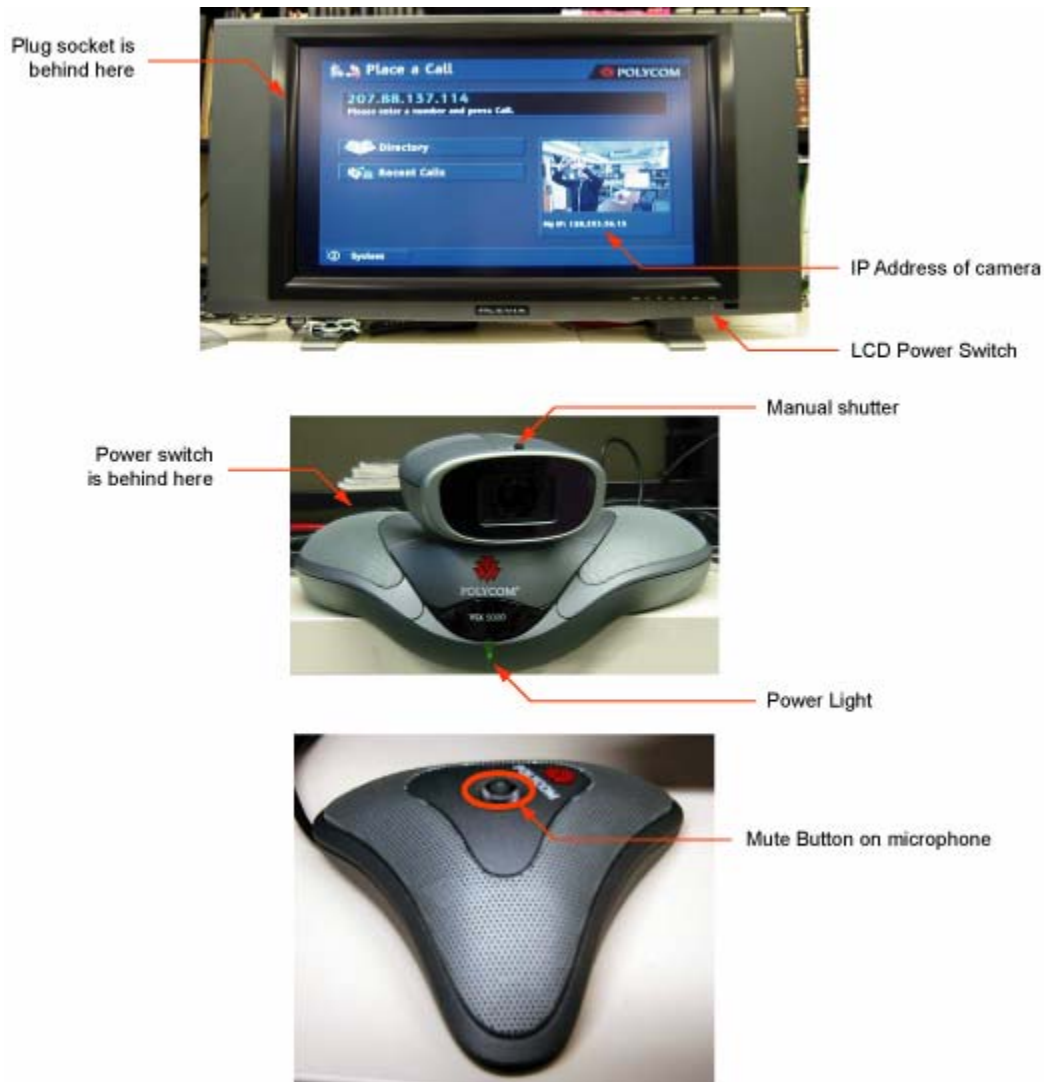 Plug socket is
behind here
Place a Call
POLYCOM
207.88.137.114
Please enter a number and press Call.
Directory
Recent Calls
System
IP Address of camera
LCD Power Switch
Manual shutter
Power switch
is behind here
POLYCOM
Power Light
POLYCOM
Mute Button on microphone